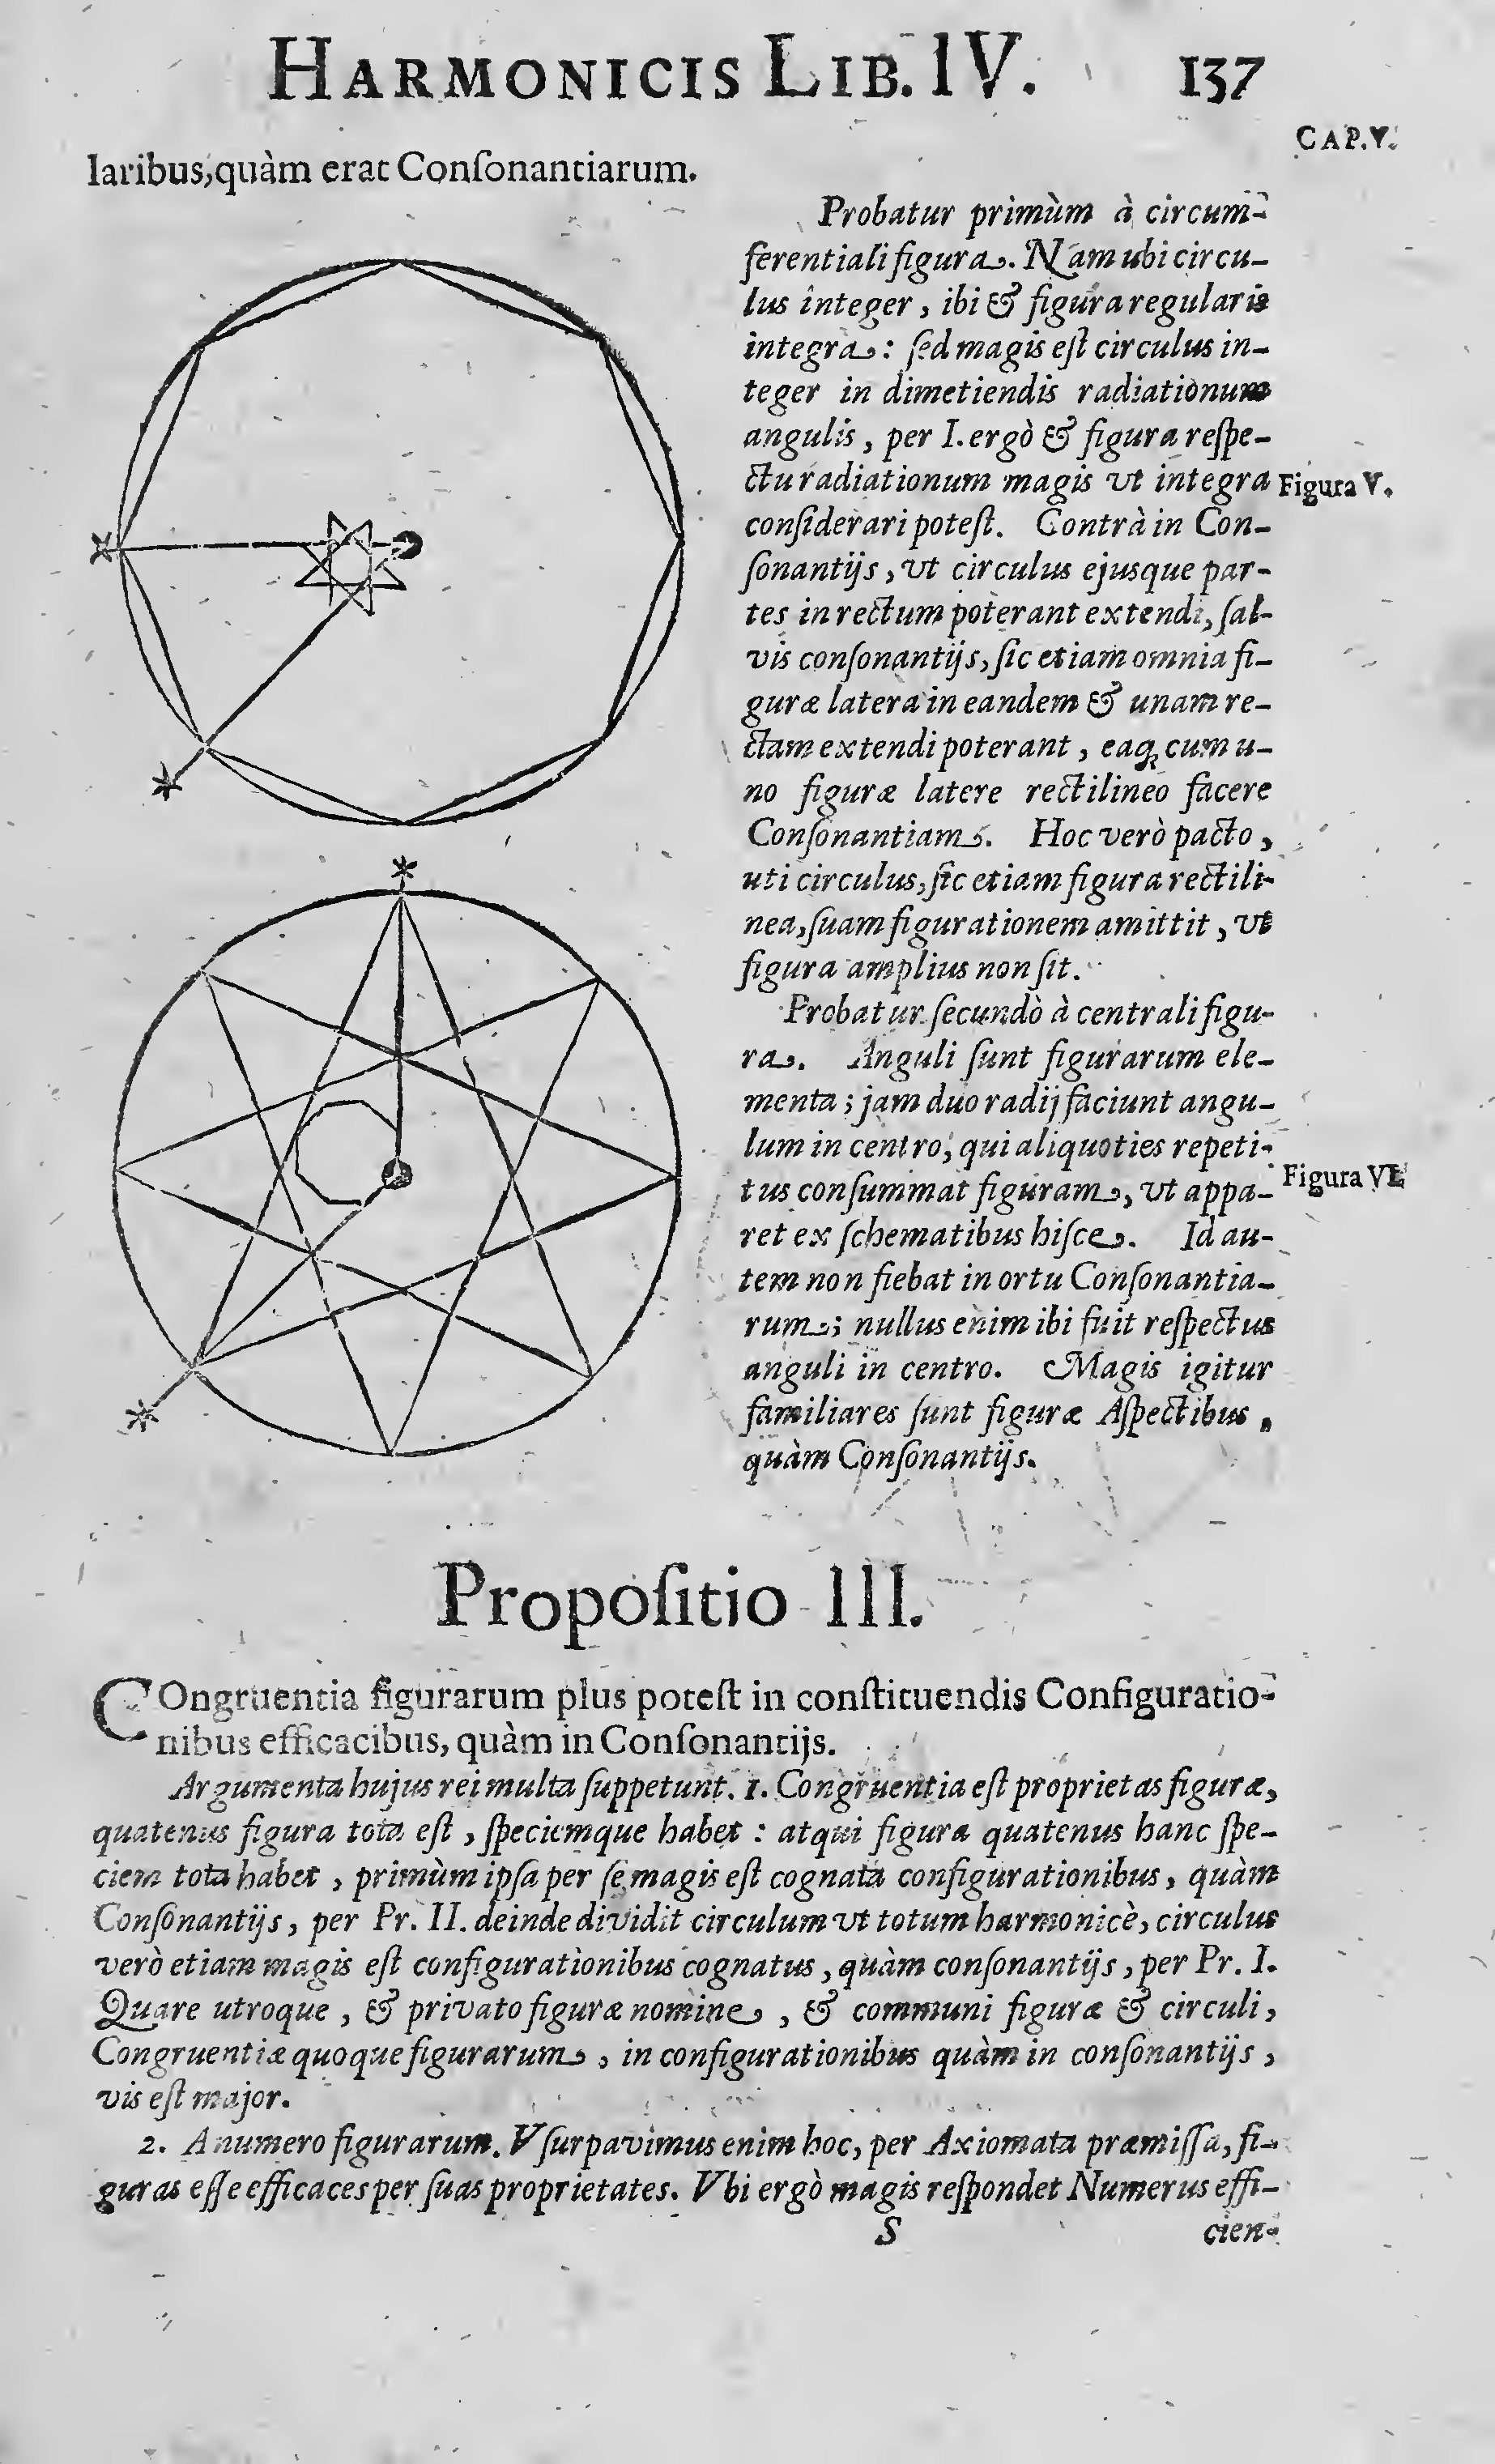 HARMONICIS LIB. IV. 137
CAP. V.
laribus, quàm erat Conſonantiarum.
Probatur primùm à circum-
ferentiali figura. Nam ubi circu-
lus integer, ibi & figura regularis
integra: ſed magis eſt circulus in-
teger in dimetiendis radiationum
angulis, per I. ergò & figura reſpe-
ctu radiationum magis ut integra
Figura V.
conſiderari poteſt. Contrà in Con-
ſonantijs, ut circulus ejusque par-
tes in rectum poterant extendi, ſal-
vis conſonantijs, ſic etiam omnia fi-
guræ latera in eandem & unam re-
ctam extendi poterant, eaq; cum u-
no figuræ latere rectilineo facere
Conſonantiam. Hoc verò pacto,
uti circulus, ſic etiam figura rectili-
nea, ſuam figurationem amittit, ut
figura amplius non ſit.
Probatur ſecundò à centrali figu-
ra. Anguli ſunt figurarum ele-
menta; jam duo radij faciunt angu-
lum in centro, qui aliquoties repeti-
tus conſummat figuram, ut appa-
Figura VI.
ret ex ſchematibus hiſce. Id au-
tem non fiebat in ortu Conſonantia-
rum; nullus enim ibi fuit reſpectus
anguli in centro. Magis igitur
familiares ſunt figuræ Aſpectibus,
quàm Conſonantijs.
Propoſitio III.
COngruentia figurarum plus poteſt in conſtituendis Configuratio-
nibus efficacibus, quàm in Conſonantijs.
Argumenta hujus rei multa ſuppetunt. 1. Congruentia eſt proprietas figuræ,
quatenus figura tota eſt, ſpeciemque habet: atqui figura quatenus hanc ſpe-
ciem tota habet, primùm ipſa per ſe magis eſt cognata configurationibus, quàm
Conſonantijs, per Pr. II. deinde dividit circulum ut totum harmonicè, circulus
verò etiam magis eſt configurationibus cognatus, quàm conſonantijs, per Pr. I.
Quare utroque, & privato figuræ nomine, & communi figuræ & circuli,
Congruentiæ quoque figurarum, in configurationibus quàm in conſonantijs,
vis eſt major.
2. A numero figurarum. Vſurpavimus enim hoc, per Axiomata præmiſſa, fi-
guras eſſe efficaces per ſuas proprietates. Vbi ergò magis reſpondet Numerus effi-
S cien-